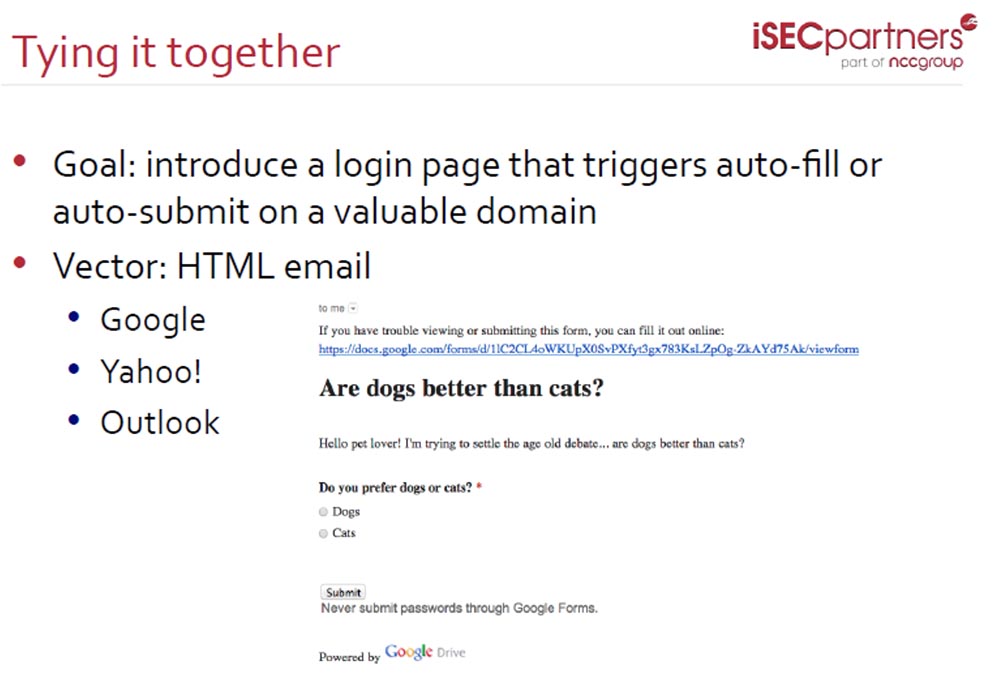 Tying it together
iSECpartners
part of nccgroup
Goal: introduce a login page that triggers auto-fill or
auto-submit on a valuable domain
Vector: HTML email
Google
Yahoo!
Outlook
to me
If you have trouble viewing or submitting this form, you can fill it out online:
https://docs.google.com/forms/d/1lC2CL4oWKUpX0SvPXfyt3gx783KsLZpOg-ZkAYd75Ak/viewform
Are dogs better than cats?
Hello pet lover! I'm trying to settle the age old debate... are dogs better than cats?
Do you prefer dogs or cats? *
Dogs
Cats
Submit
Never submit passwords through Google Forms.
Powered by Google Drive